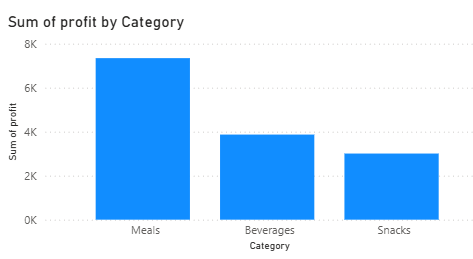 Sum of profit by Category
8K
6K
4K
2K
0K
Sum of profit
Meals
Beverages
Snacks
Category